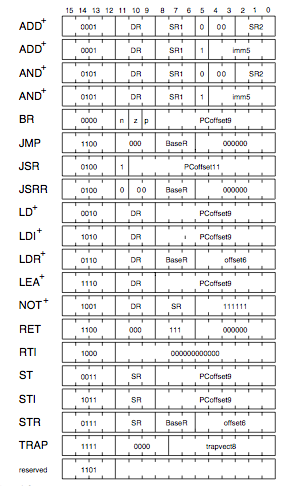 15 14 13 12 11 10 9 8 7 6 5 4 3 2 1 0
ADD+ 0001 DR SR1 0 00 SR2
ADD+ 0001 DR SR1 1 imm5
AND+ 0101 DR SR1 0 00 SR2
AND+ 0101 DR SR1 1 imm5
BR 0000 n z p PCoffset9
JMP 1100 000 BaseR 000000
JSR 0100 1 PCoffset11
JSRR 0100 0 00 BaseR 000000
LD+ 0010 DR PCoffset9
LDI+ 1010 DR PCoffset9
LDR+ 0110 DR BaseR offset6
LEA+ 1110 DR PCoffset9
NOT+ 1001 DR SR 111111
RET 1100 000 111 000000
RTI 1000 000000000000
ST 0011 SR PCoffset9
STI 1011 SR PCoffset9
STR 0111 SR BaseR offset6
TRAP 1111 0000 trapvect8
reserved 1101